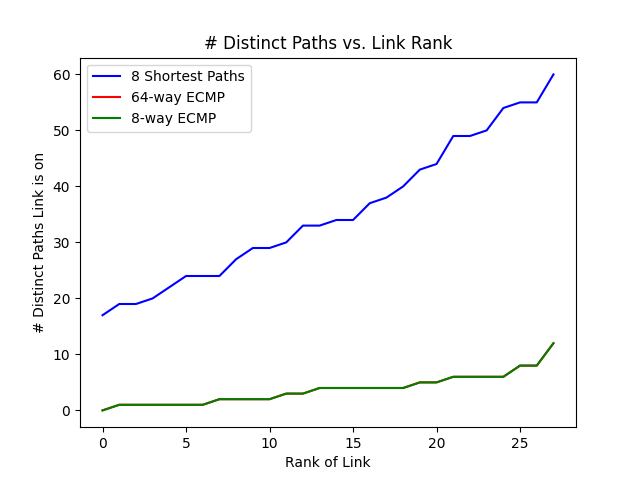 # Distinct Paths vs. Link Rank
8 Shortest Paths
64-way ECMP
8-way ECMP
# Distinct Paths Link is on
60
50
40
30
20
10
0
0 5 10 15 20 25
Rank of Link